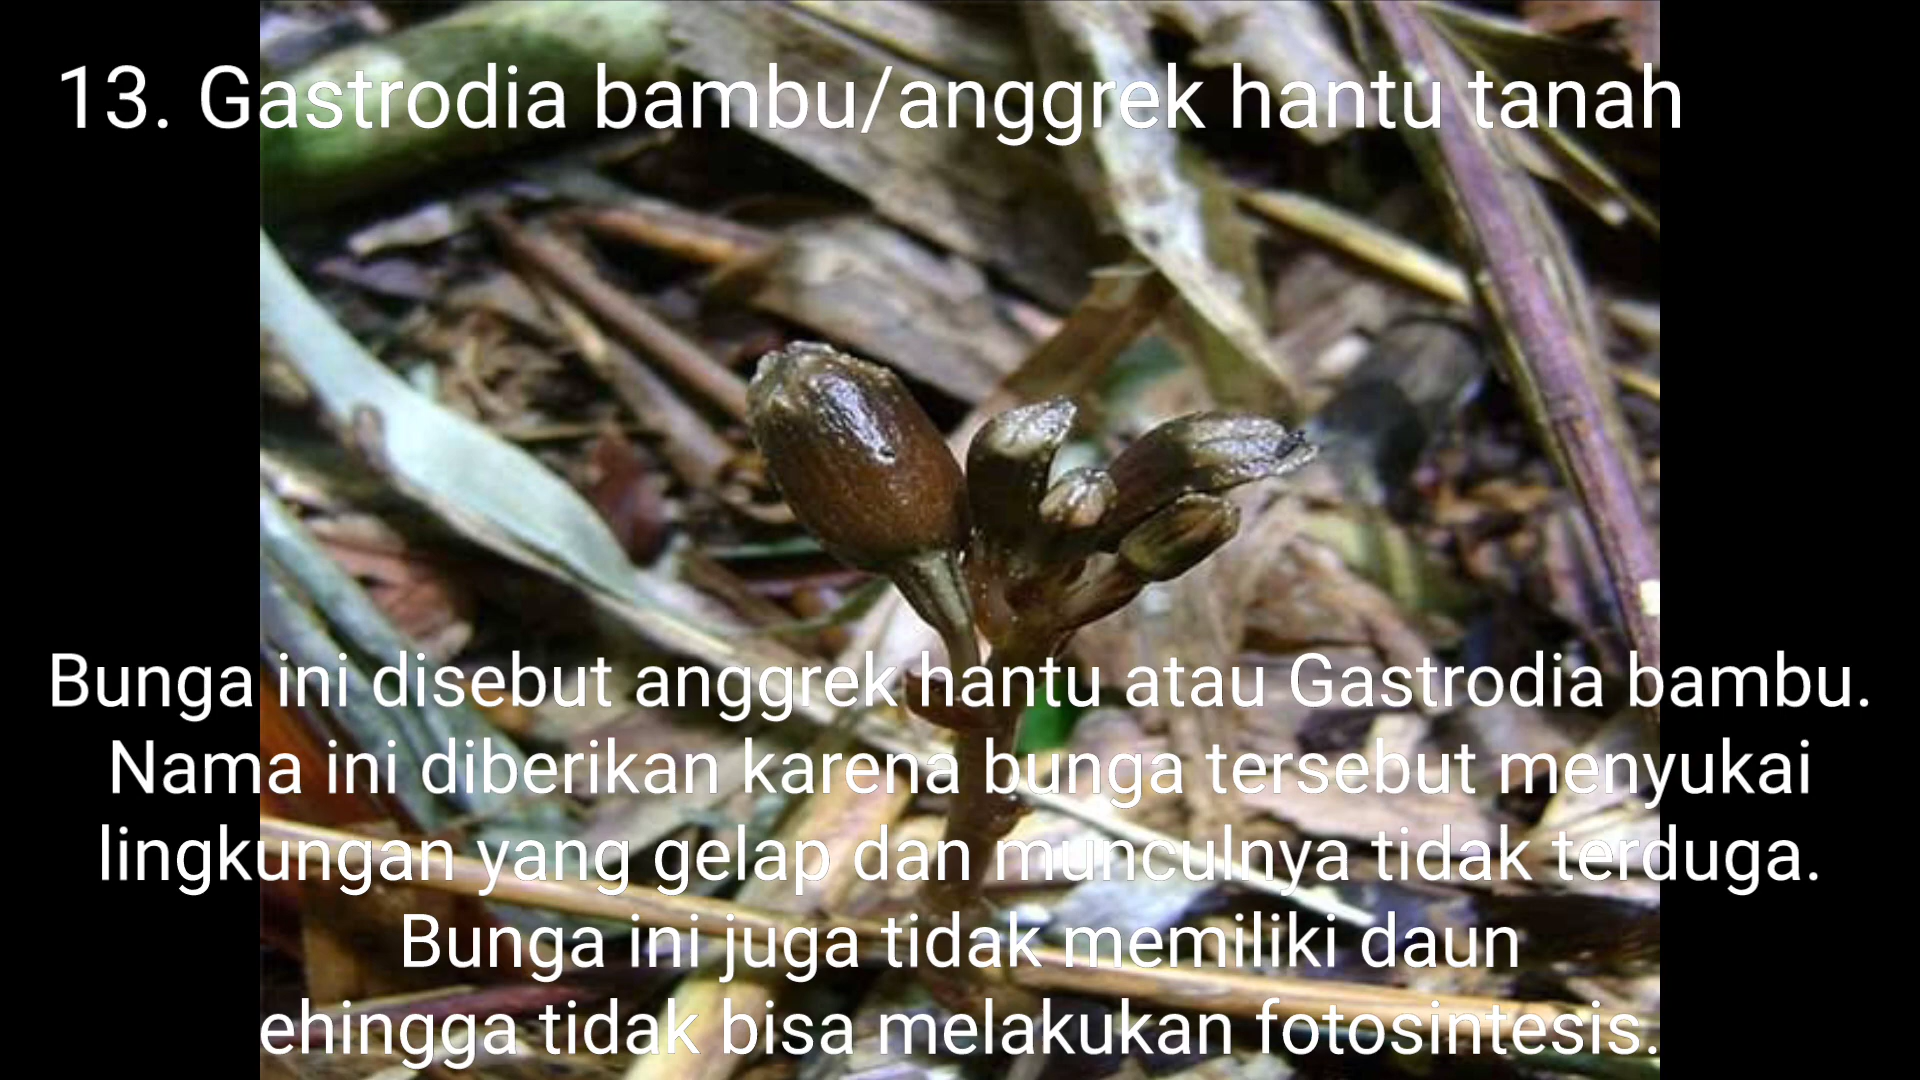 13. Gastrodia bambu/anggrek hantu tanah
Bunga ini disebut anggrek hantu atau Gastrodia bambu.
Nama ini diberikan karena bunga tersebut menyukai
lingkungan yang gelap dan munculnya tidak terduga.
Bunga ini juga tidak memiliki daun
ehingga tidak bisa melakukan fotosintesis.